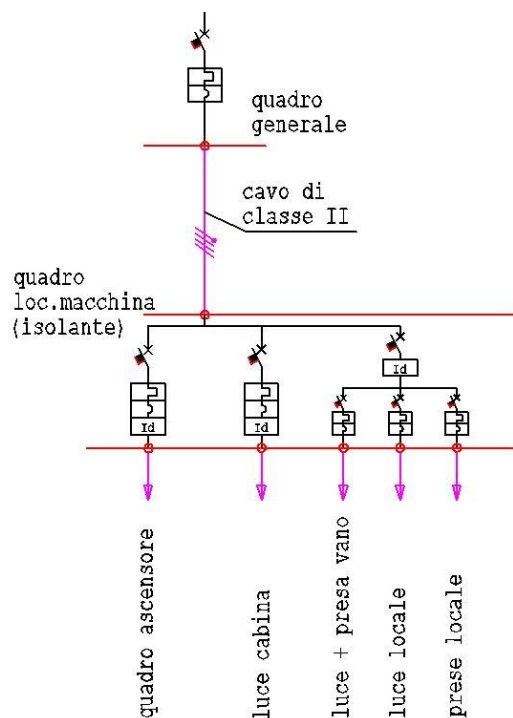 quadro
generale
cavo di
classe II
quadro
loc.macchina
(isolante)
Id
Id
Id
quadro ascensore
luce cabina
luce + presa vano
luce locale
prese locale